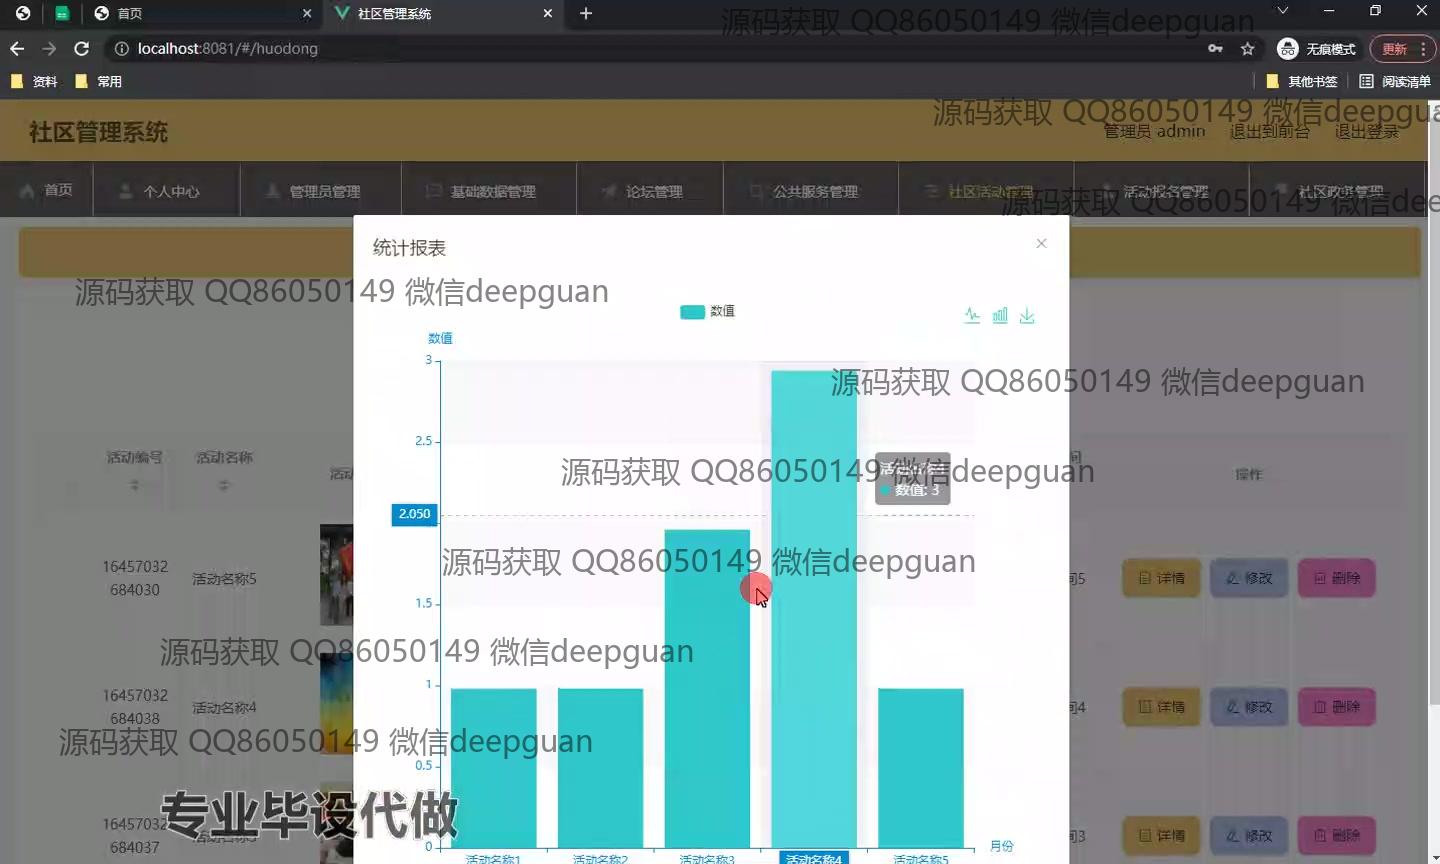 首页
社区管理系统
localhost:8081/#/huodong
无痕模式
更新
资料
常用
其他书签
阅读清单
源码获取 QQ86050149 微信deepguan
社区管理系统
源码获取 QQ86050149 微信deepgua
管理员 admin
退出到前台
退出登录
首页
个人中心
管理员管理
基础数据管理
论坛管理
公共服务管理
社区活动管理
活动报名管理
社区政务管理
源码获取 QQ86050149 微信dee
统计报表
源码获取 QQ86050149 微信deepguan
数值
数值
3
2.5
2.050
1.5
1
0.5
0
源码获取 QQ86050149 微信deepguan
活动编号
活动名称
操作
源码获取 QQ86050149 微信deepguan
数值: 3
源码获取 QQ86050149 微信deepguan
16457032
684030
活动名称5
详情
修改
删除
源码获取 QQ86050149 微信deepguan
16457032
684038
活动名称4
详情
修改
删除
源码获取 QQ86050149 微信deepguan
专业毕设代做
16457032
684037
详情
修改
删除
月份
活动名称1
活动名称2
活动名称3
活动名称4
活动名称5